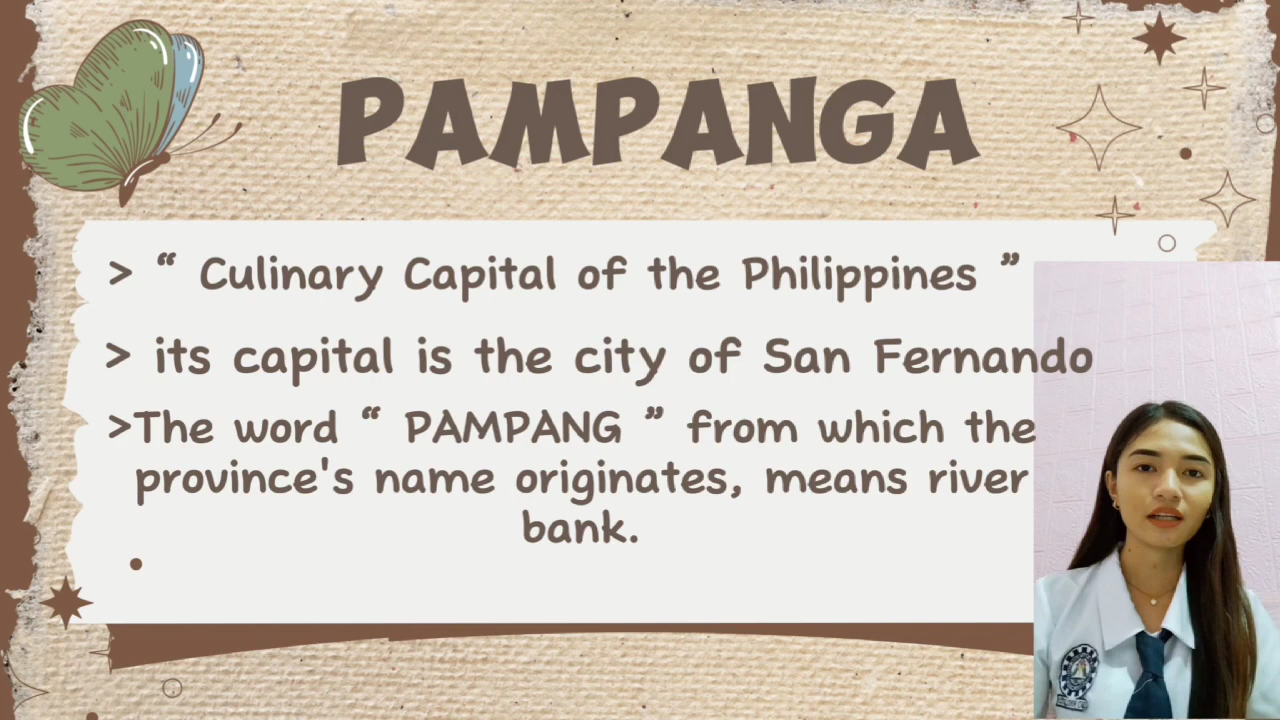 PAMPANGA
> “ Culinary Capital of the Philippines ”
> its capital is the city of San Fernando
>The word “ PAMPANG ” from which the
province's name originates, means river
bank.